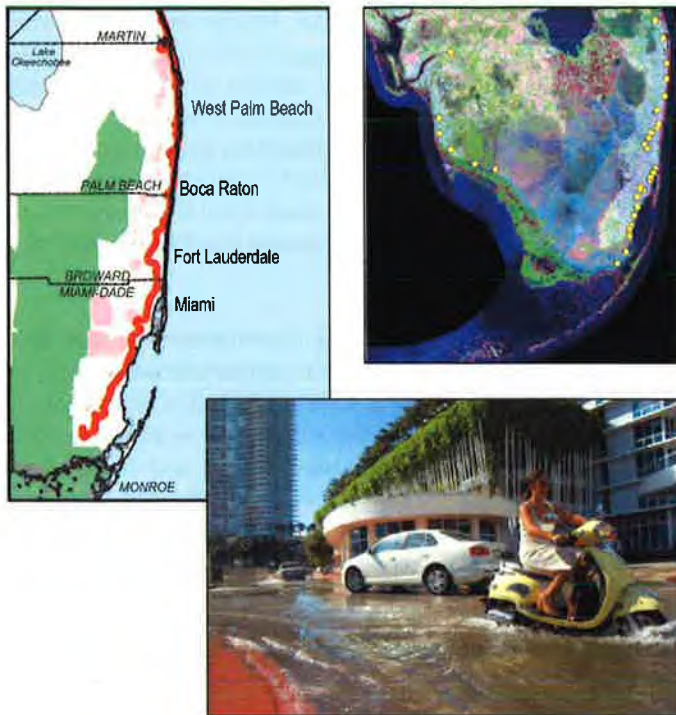 MARTIN
Lake
Okeechobee
West Palm Beach
PALM BEACH
Boca Raton
Fort Lauderdale
BROWARD
MIAMI-DADE
Miami
MONROE